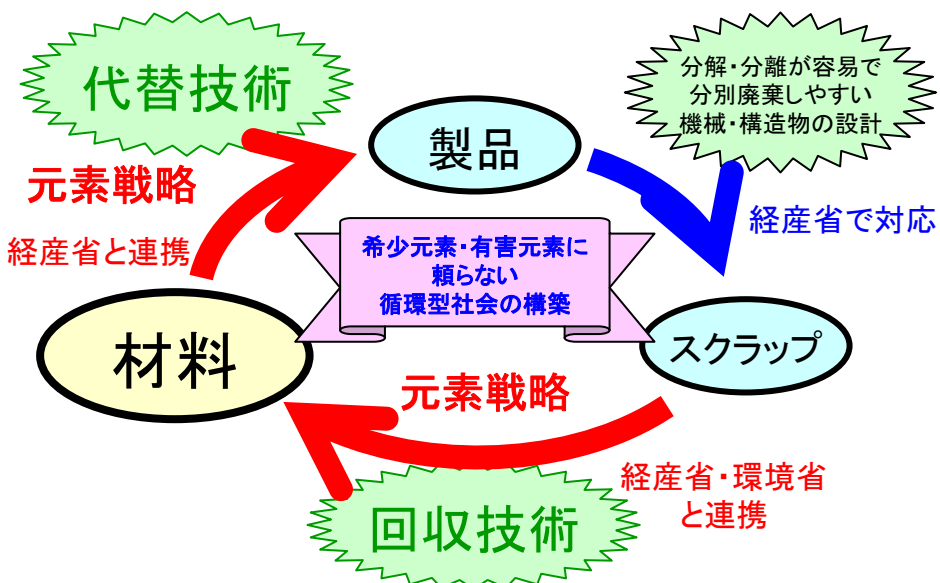 代替技術
分解・分離が容易で
分別廃棄しやすい
機械・構造物の設計
製品
元素戦略
経産省と連携
経産省で対応
希少元素・有害元素に
頼らない
循環型社会の構築
材料
スクラップ
元素戦略
経産省・環境省
と連携
回収技術